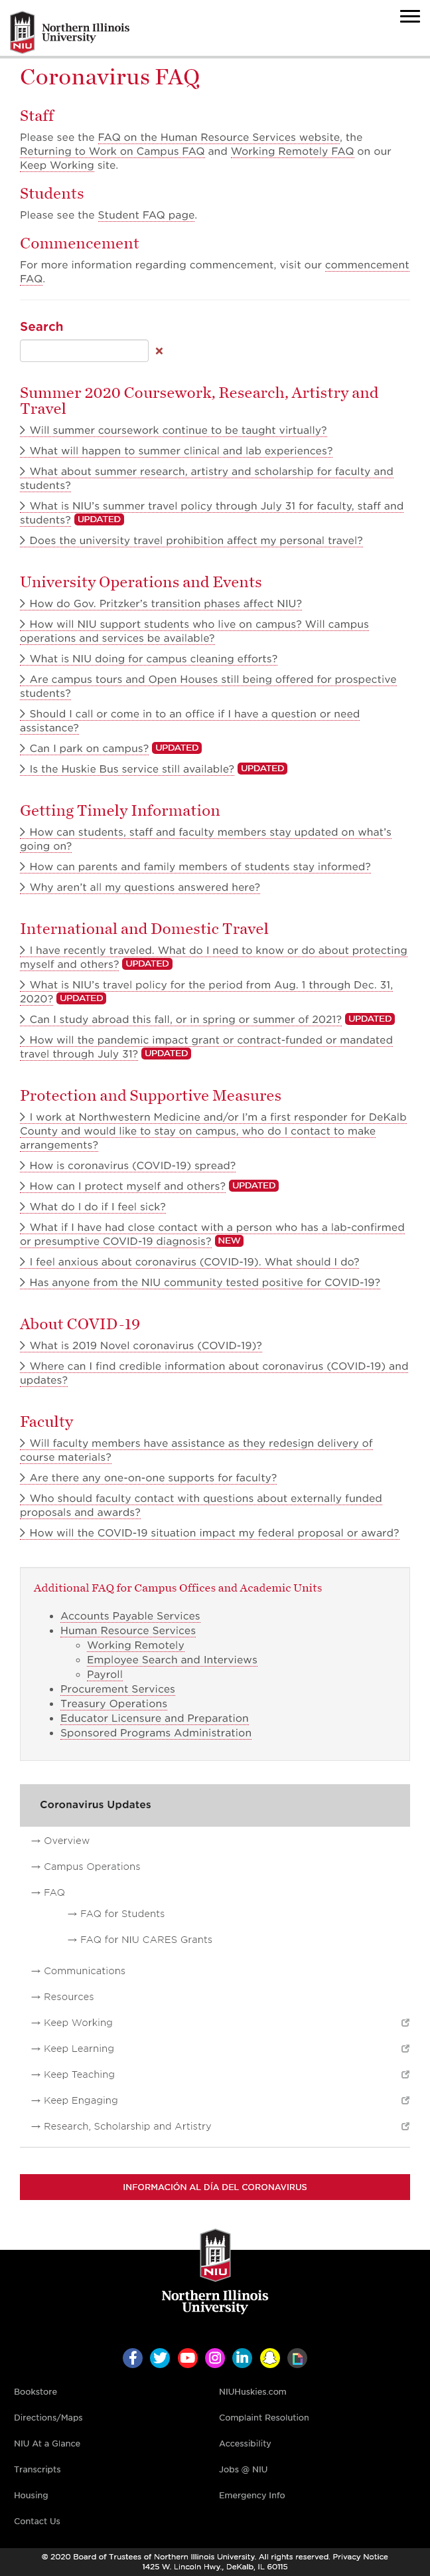 Northern Illinois
University
NIU
Coronavirus FAQ
Staff
Please see the FAQ on the Human Resource Services website, the
Returning to Work on Campus FAQ and Working Remotely FAQ on our
Keep Working site.
Students
Please see the Student FAQ page.
Commencement
For more information regarding commencement, visit our commencement
FAQ.
Search
Summer 2020 Coursework, Research, Artistry and
Travel
Will summer coursework continue to be taught virtually?
What will happen to summer clinical and lab experiences?
What about summer research, artistry and scholarship for faculty and
students?
What is NIU's summer travel policy through July 31 for faculty, staff and
students? UPDATED
Does the university travel prohibition affect my personal travel?
University Operations and Events
How do Gov. Pritzker's transition phases affect NIU?
How will NIU support students who live on campus? Will campus
operations and services be available?
What is NIU doing for campus cleaning efforts?
Are campus tours and Open Houses still being offered for prospective
students?
Should I call or come in to an office if I have a question or need
assistance?
Can I park on campus? UPDATED
Is the Huskie Bus service still available? UPDATED
Getting Timely Information
How can students, staff and faculty members stay updated on what's
going on?
How can parents and family members of students stay informed?
Why aren't all my questions answered here?
International and Domestic Travel
I have recently traveled. What do I need to know or do about protecting
myself and others? UPDATED
What is NIU's travel policy for the period from Aug. 1 through Dec. 31,
2020? UPDATED
Can I study abroad this fall, or in spring or summer of 2021? UPDATED
How will the pandemic impact grant or contract-funded or mandated
travel through July 31? UPDATED
Protection and Supportive Measures
I work at Northwestern Medicine and/or I'm a first responder for DeKalb
County and would like to stay on campus, who do I contact to make
arrangements?
How is coronavirus (COVID-19) spread?
How can I protect myself and others? UPDATED
What do I do if I feel sick?
What if I have had close contact with a person who has a lab-confirmed
or presumptive COVID-19 diagnosis? NEW
I feel anxious about coronavirus (COVID-19). What should I do?
Has anyone from the NIU community tested positive for COVID-19?
About COVID-19
What is 2019 Novel coronavirus (COVID-19)?
Where can I find credible information about coronavirus (COVID-19) and
updates?
Faculty
Will faculty members have assistance as they redesign delivery of
course materials?
Are there any one-on-one supports for faculty?
Who should faculty contact with questions about externally funded
proposals and awards?
How will the COVID-19 situation impact my federal proposal or award?
Additional FAQ for Campus Offices and Academic Units
Accounts Payable Services
Human Resource Services
Working Remotely
Employee Search and Interviews
Payroll
Procurement Services
Treasury Operations
Educator Licensure and Preparation
Sponsored Programs Administration
Coronavirus Updates
Overview
Campus Operations
FAQ
FAQ for Students
FAQ for NIU CARES Grants
Communications
Resources
Keep Working
Keep Learning
Keep Teaching
Keep Engaging
Research, Scholarship and Artistry
INFORMACIÓN AL DÍA DEL CORONAVIRUS
NIU
Northern Illinois
University
Bookstore
NIUHuskies.com
Directions/Maps
Complaint Resolution
NIU At a Glance
Accessibility
Transcripts
Jobs @ NIU
Housing
Emergency Info
Contact Us
© 2020 Board of Trustees of Northern Illinois University. All rights reserved. Privacy Notice
1425 W. Lincoln Hwy., DeKalb, IL 60115